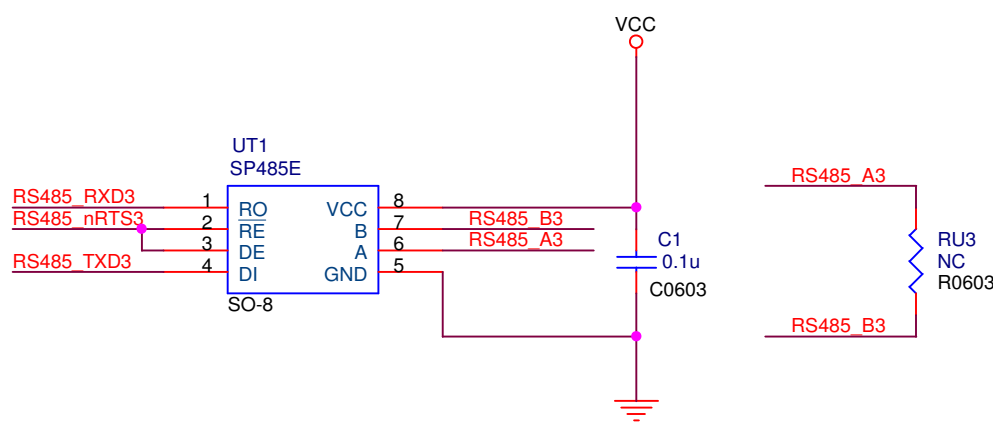 VCC
UT1
SP485E
RS485_RXD3
RS485_nRTS3
RS485_TXD3
1
2
3
4
RO
RE
DE
DI
VCC
B
A
GND
8
7
6
5
SO-8
RS485_B3
RS485_A3
C1
0.1u
C0603
RS485_A3
RU3
NC
R0603
RS485_B3